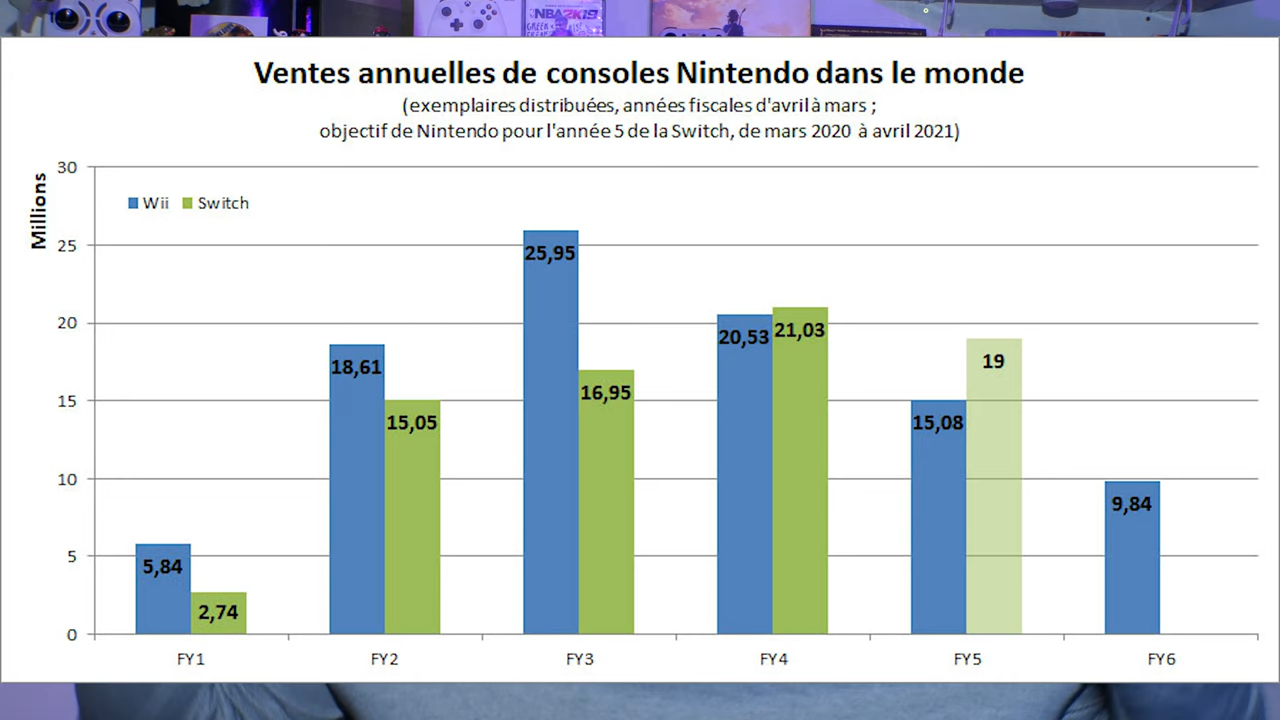 NBA2K19
Ventes annuelles de consoles Nintendo dans le monde
(exemplaires distribuées, années fiscales d'avril à mars ;
objectif de Nintendo pour l'année 5 de la Switch, de mars 2020 à avril 2021)
Millions
30
25
20
15
10
5
0
Wii
Switch
5,84
2,74
18,61
15,05
25,95
16,95
20,53
21,03
15,08
19
9,84
FY1
FY2
FY3
FY4
FY5
FY6